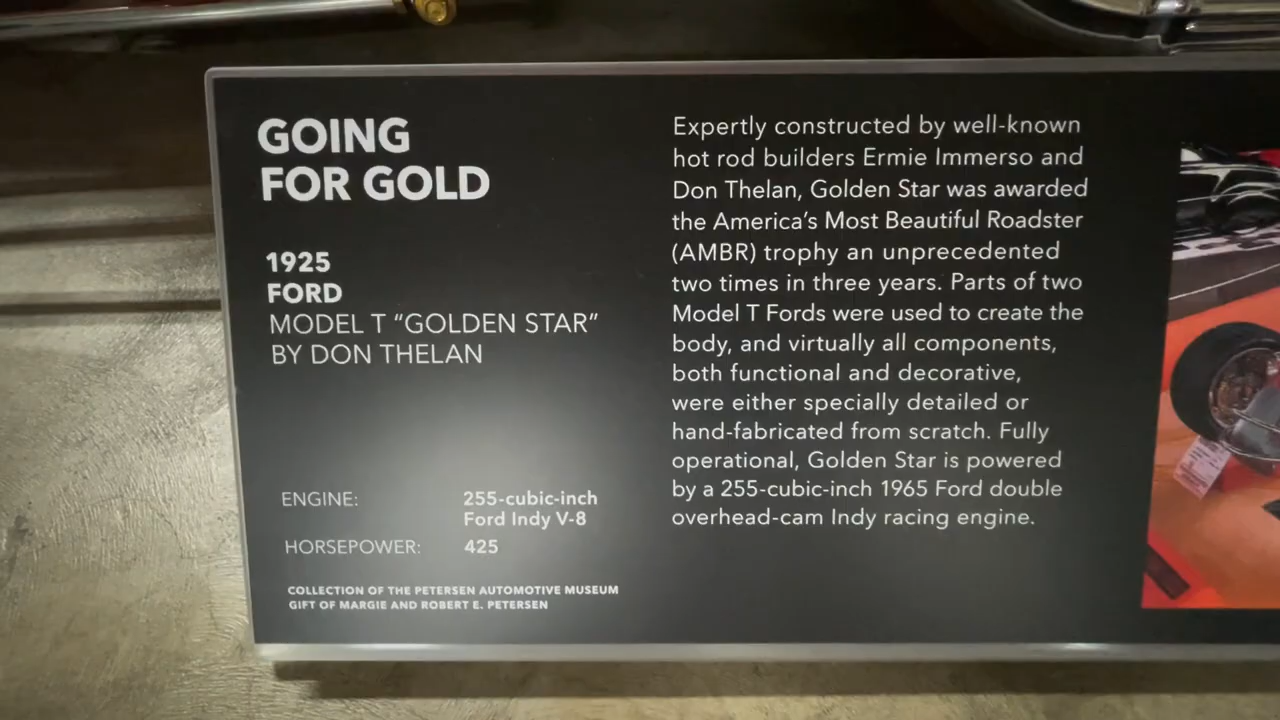 GOING
FOR GOLD
1925
FORD
MODEL T “GOLDEN STAR”
BY DON THELAN
ENGINE: 255-cubic-inch
Ford Indy V-8
HORSEPOWER: 425
COLLECTION OF THE PETERSEN AUTOMOTIVE MUSEUM
GIFT OF MARGIE AND ROBERT E. PETERSEN
Expertly constructed by well-known
hot rod builders Ermie Immerso and
Don Thelan, Golden Star was awarded
the America’s Most Beautiful Roadster
(AMBR) trophy an unprecedented
two times in three years. Parts of two
Model T Fords were used to create the
body, and virtually all components,
both functional and decorative,
were either specially detailed or
hand-fabricated from scratch. Fully
operational, Golden Star is powered
by a 255-cubic-inch 1965 Ford double
overhead-cam Indy racing engine.